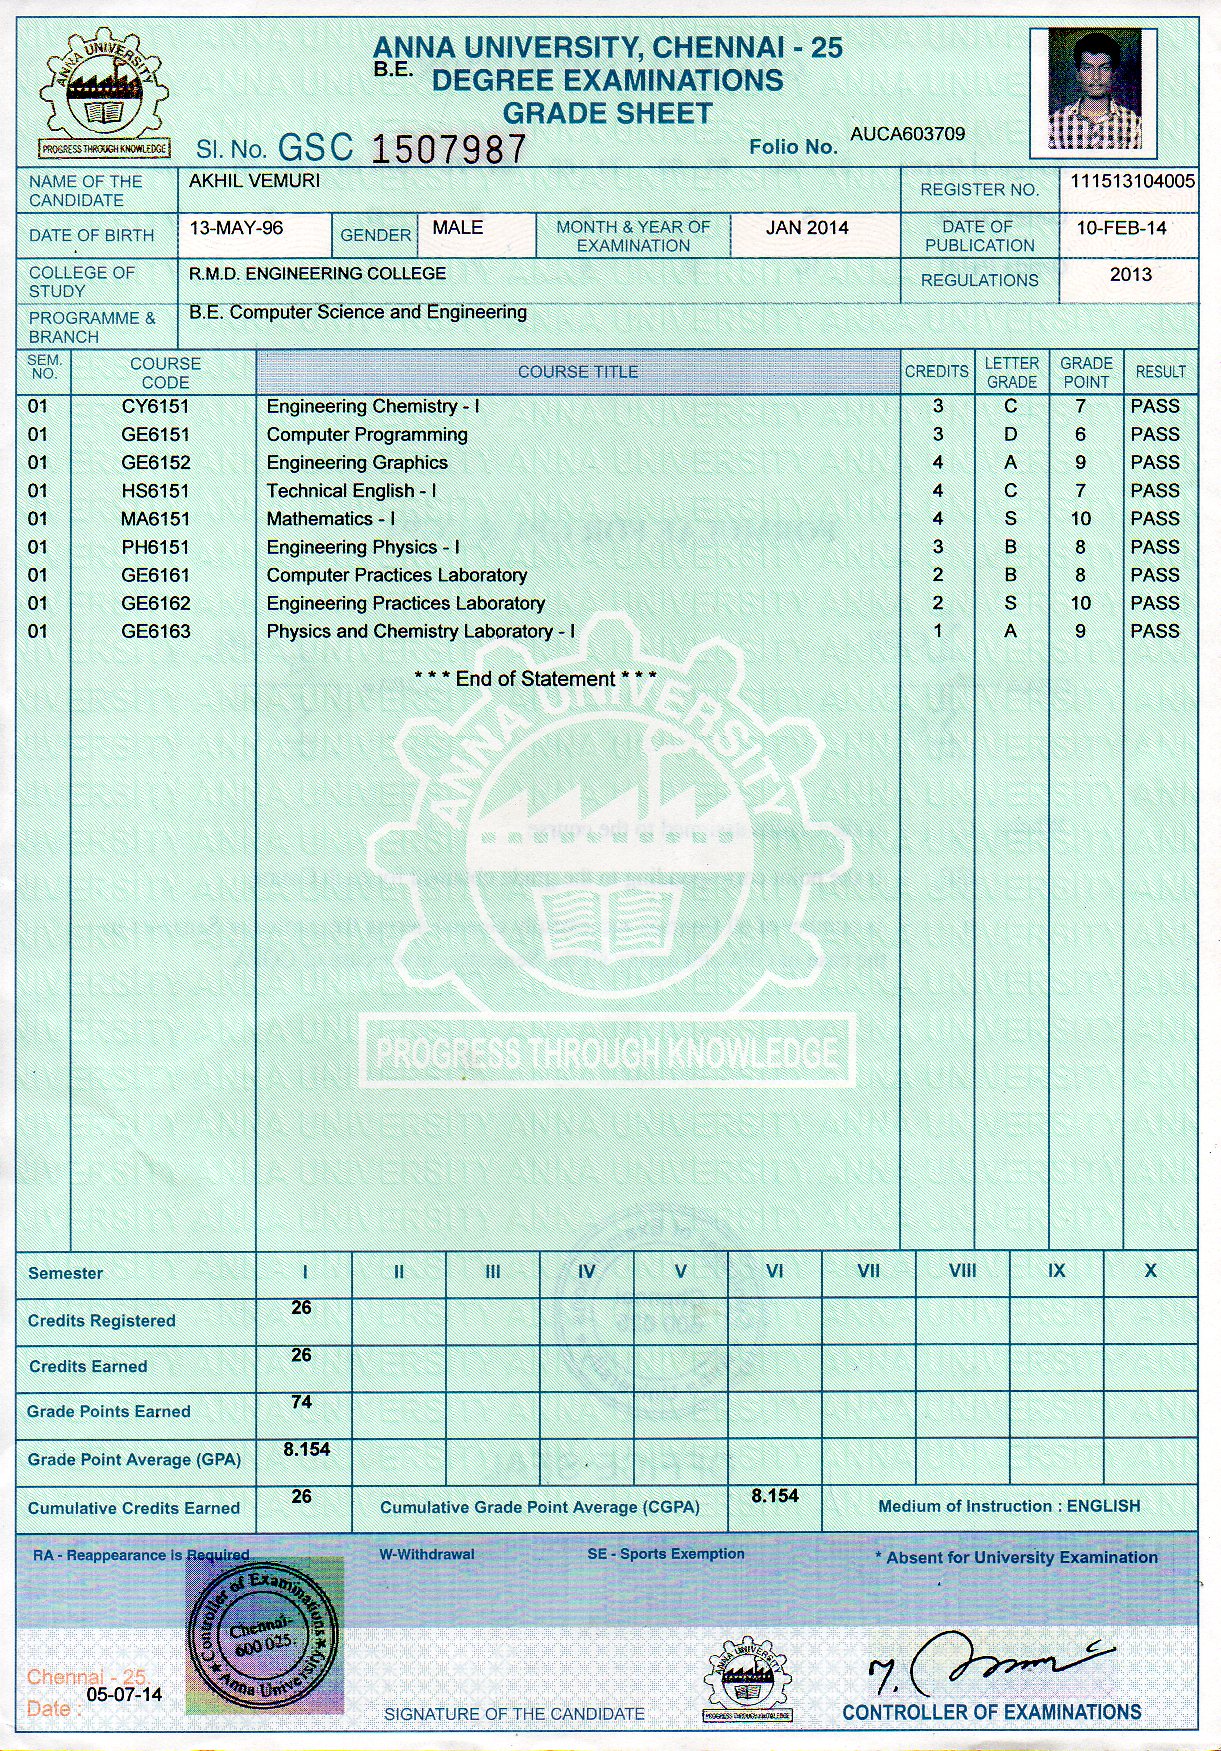 ANNA UNIVERSITY
PROGRESS THROUGH KNOWLEDGE
ANNA UNIVERSITY, CHENNAI - 25
B.E. DEGREE EXAMINATIONS
GRADE SHEET
Sl. No. GSC 1507987
Folio No. AUCA603709
NAME OF THE CANDIDATE AKHIL VEMURI REGISTER NO. 111513104005
DATE OF BIRTH 13-MAY-96 GENDER MALE MONTH & YEAR OF EXAMINATION JAN 2014 DATE OF PUBLICATION 10-FEB-14
COLLEGE OF STUDY R.M.D. ENGINEERING COLLEGE REGULATIONS 2013
PROGRAMME & BRANCH B.E. Computer Science and Engineering
SEM. NO. COURSE CODE COURSE TITLE CREDITS LETTER GRADE GRADE POINT RESULT
01 CY6151 Engineering Chemistry - I 3 C 7 PASS
01 GE6151 Computer Programming 3 D 6 PASS
01 GE6152 Engineering Graphics 4 A 9 PASS
01 HS6151 Technical English - I 4 C 7 PASS
01 MA6151 Mathematics - I 4 S 10 PASS
01 PH6151 Engineering Physics - I 3 B 8 PASS
01 GE6161 Computer Practices Laboratory 2 B 8 PASS
01 GE6162 Engineering Practices Laboratory 2 S 10 PASS
01 GE6163 Physics and Chemistry Laboratory - I 1 A 9 PASS
* * * End of Statement * * *
ANNA UNIVERSITY
PROGRESS THROUGH KNOWLEDGE
Semester I II III IV V VI VII VIII IX X
Credits Registered 26
Credits Earned 26
Grade Points Earned 74
Grade Point Average (GPA) 8.154
Cumulative Credits Earned 26 Cumulative Grade Point Average (CGPA) 8.154 Medium of Instruction : ENGLISH
RA - Reappearance is Required W-Withdrawal SE - Sports Exemption * Absent for University Examination
Controller of Examinations
Chennai-
600 025.
Anna University
Chennai - 25
Date : 05-07-14
SIGNATURE OF THE CANDIDATE
ANNA UNIVERSITY
PROGRESS THROUGH KNOWLEDGE
CONTROLLER OF EXAMINATIONS